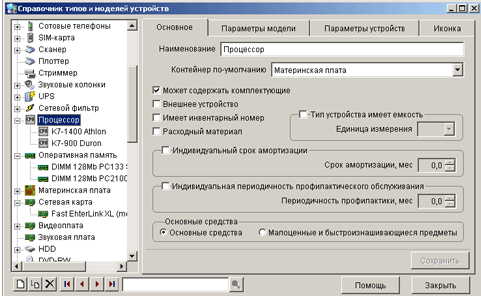 Справочник типов и моделей устройств
Сотовые телефоны
SIM-карта
Сканер
Плоттер
Стриммер
Звуковые колонки
UPS
Сетевой фильтр
Процессор
K7-1400 Athlon
K7-900 Duron
Оперативная память
DIMM 128Mb PC133
DIMM 128Mb PC2100
Материнская плата
Сетевая карта
Fast EhterLink XL (mo
Видеоплата
Звуковая плата
HDD
DVD-RW
Основное
Параметры модели
Параметры устройств
Иконка
Наименование Процессор
Контейнер по-умолчанию Материнская плата
Может содержать комплектующие
Внешнее устройство
Имеет инвентарный номер
Расходный материал
Тип устройства имеет емкость
Единица измерения
Индивидуальный срок амортизации
Срок амортизации, мес 0,0
Индивидуальная периодичность профилактического обслуживания
Периодичность профилактики, мес 0,0
Основные средства
Основные средства Малоценные и быстроизнашивающиеся предметы
Сохранить
Помощь
Закрыть